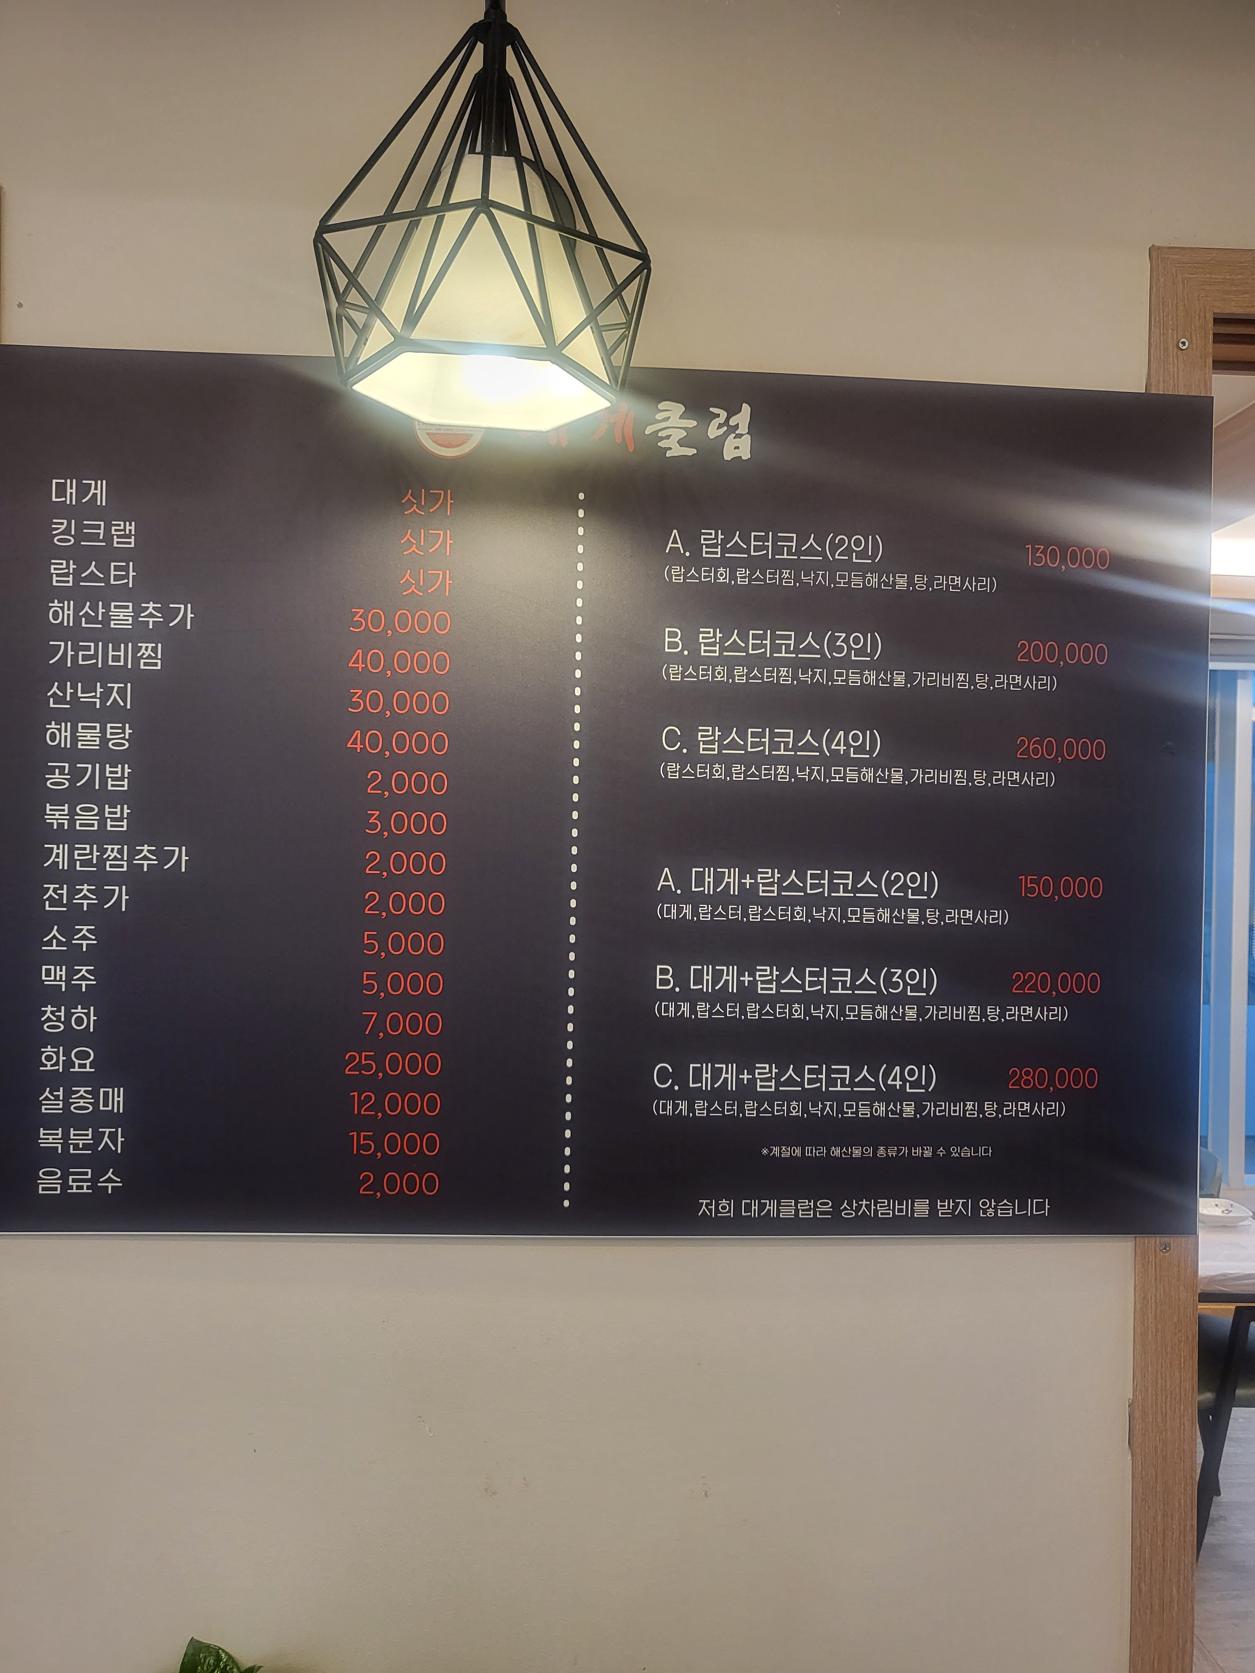 게클럽
대게 싯가
킹크랩 싯가
랍스타 싯가
해산물추가 30,000
가리비찜 40,000
산낙지 30,000
해물탕 40,000
공기밥 2,000
볶음밥 3,000
계란찜추가 2,000
전추가 2,000
소주 5,000
맥주 5,000
청하 7,000
화요 25,000
설중매 12,000
복분자 15,000
음료수 2,000
A. 랍스터코스(2인) 130,000
(랍스터회,랍스터찜,낙지,모듬해산물,탕,라면사리)
B. 랍스터코스(3인) 200,000
(랍스터회,랍스터찜,낙지,모듬해산물,가리비찜,탕,라면사리)
C. 랍스터코스(4인) 260,000
(랍스터회,랍스터찜,낙지,모듬해산물,가리비찜,탕,라면사리)
A. 대게+랍스터코스(2인) 150,000
(대게,랍스터,랍스터회,낙지,모듬해산물,탕,라면사리)
B. 대게+랍스터코스(3인) 220,000
(대게,랍스터,랍스터회,낙지,모듬해산물,가리비찜,탕,라면사리)
C. 대게+랍스터코스(4인) 280,000
(대게,랍스터,랍스터회,낙지,모듬해산물,가리비찜,탕,라면사리)
※계절에 따라 해산물의 종류가 바뀔 수 있습니다
저희 대게클럽은 상차림비를 받지 않습니다